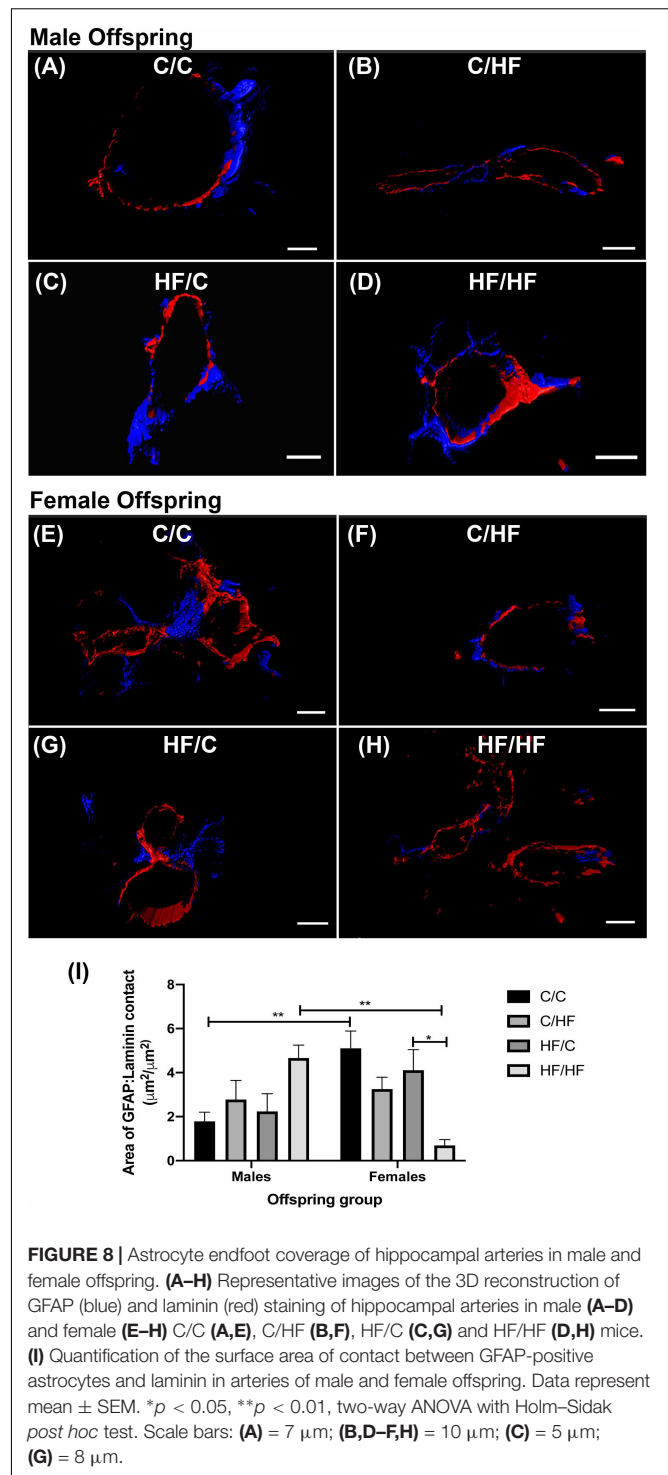 Male Offspring
(A) C/C
(B) C/HF
(C) HF/C
(D) HF/HF
Female Offspring
(E) C/C
(F) C/HF
(G) HF/C
(H) HF/HF
(I)
Area of GFAP:Laminin contact
(µm²/µm²)
8
6
4
2
0
**
**
*
Males Females
Offspring group
C/C
C/HF
HF/C
HF/HF
FIGURE 8 | Astrocyte endfoot coverage of hippocampal arteries in male and
female offspring. (A–H) Representative images of the 3D reconstruction of
GFAP (blue) and laminin (red) staining of hippocampal arteries in male (A–D)
and female (E–H) C/C (A,E), C/HF (B,F), HF/C (C,G) and HF/HF (D,H) mice.
(I) Quantification of the surface area of contact between GFAP-positive
astrocytes and laminin in arteries of male and female offspring. Data represent
mean ± SEM. *p < 0.05, **p < 0.01, two-way ANOVA with Holm–Sidak
post hoc test. Scale bars: (A) = 7 µm; (B,D–F,H) = 10 µm; (C) = 5 µm;
(G) = 8 µm.